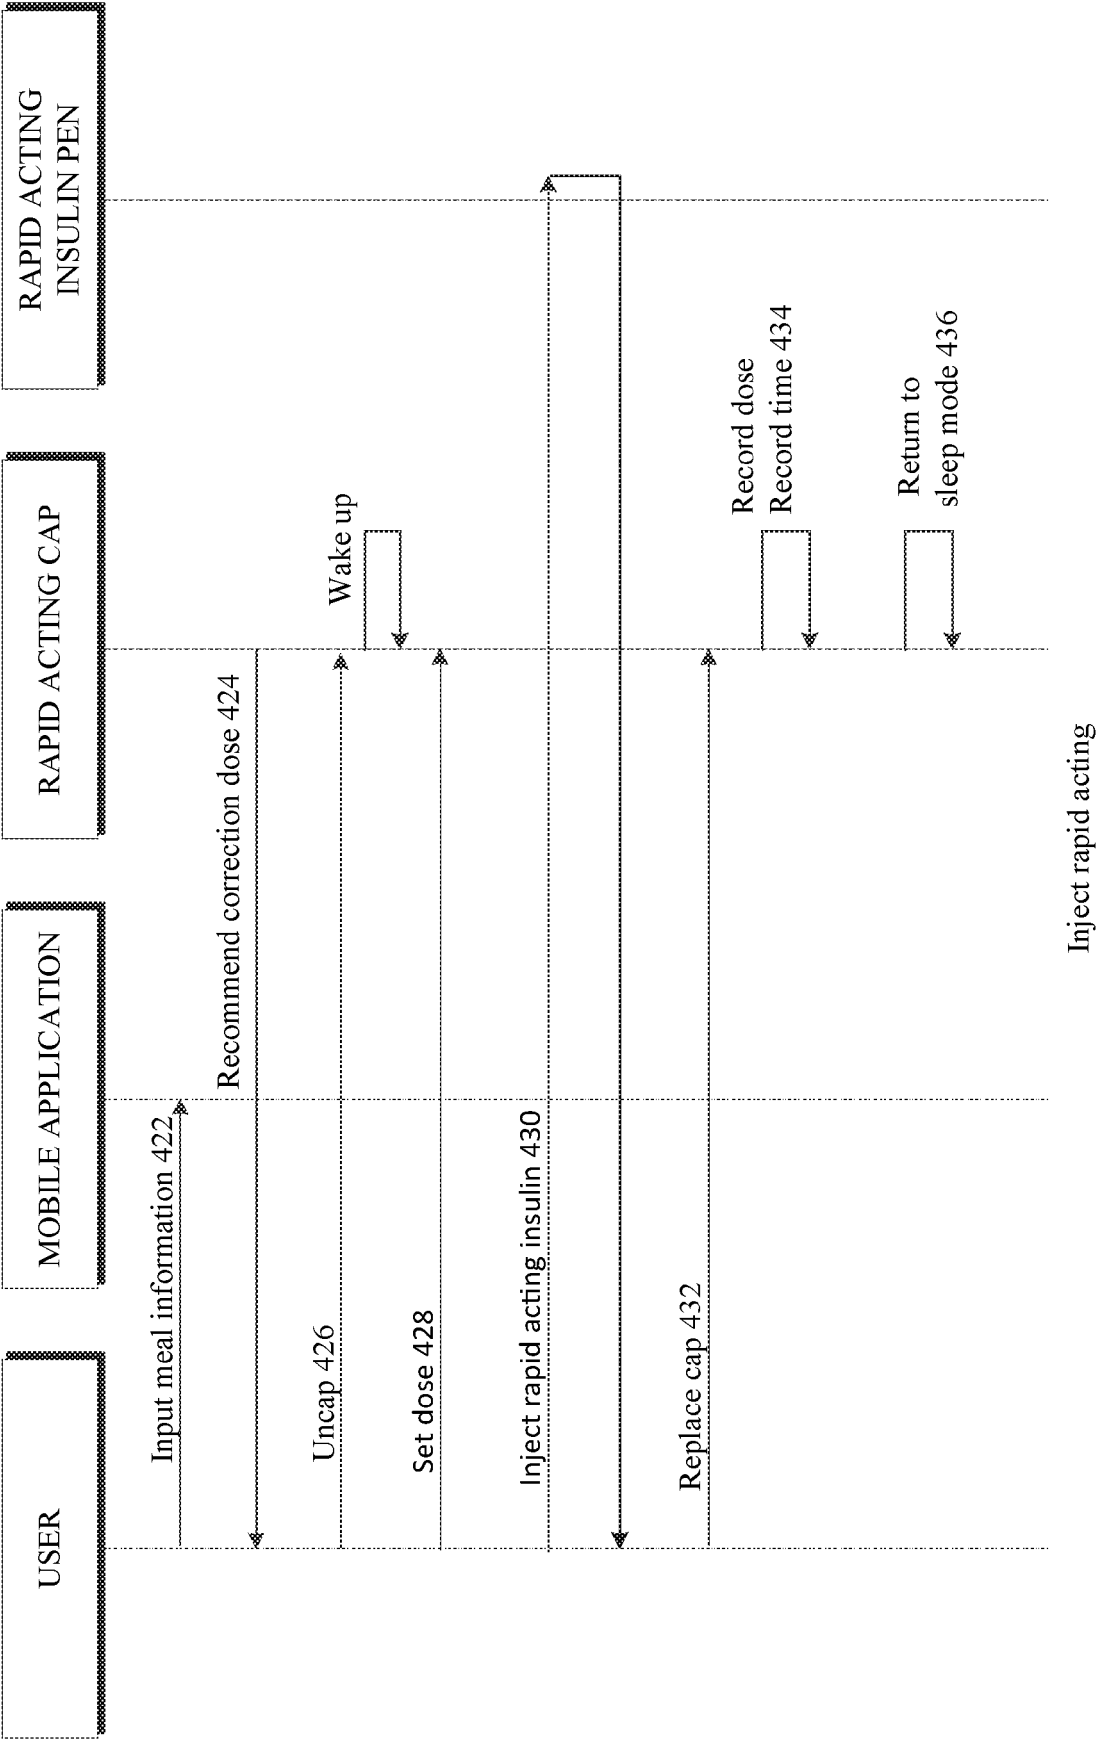 USER
MOBILE APPLICATION
RAPID ACTING CAP
RAPID ACTING
INSULIN PEN
Input meal information 422
Recommend correction dose 424
Uncap 426
Wake up
Set dose 428
Inject rapid acting insulin 430
Replace cap 432
Record dose
Record time 434
Return to
sleep mode 436
Inject rapid acting